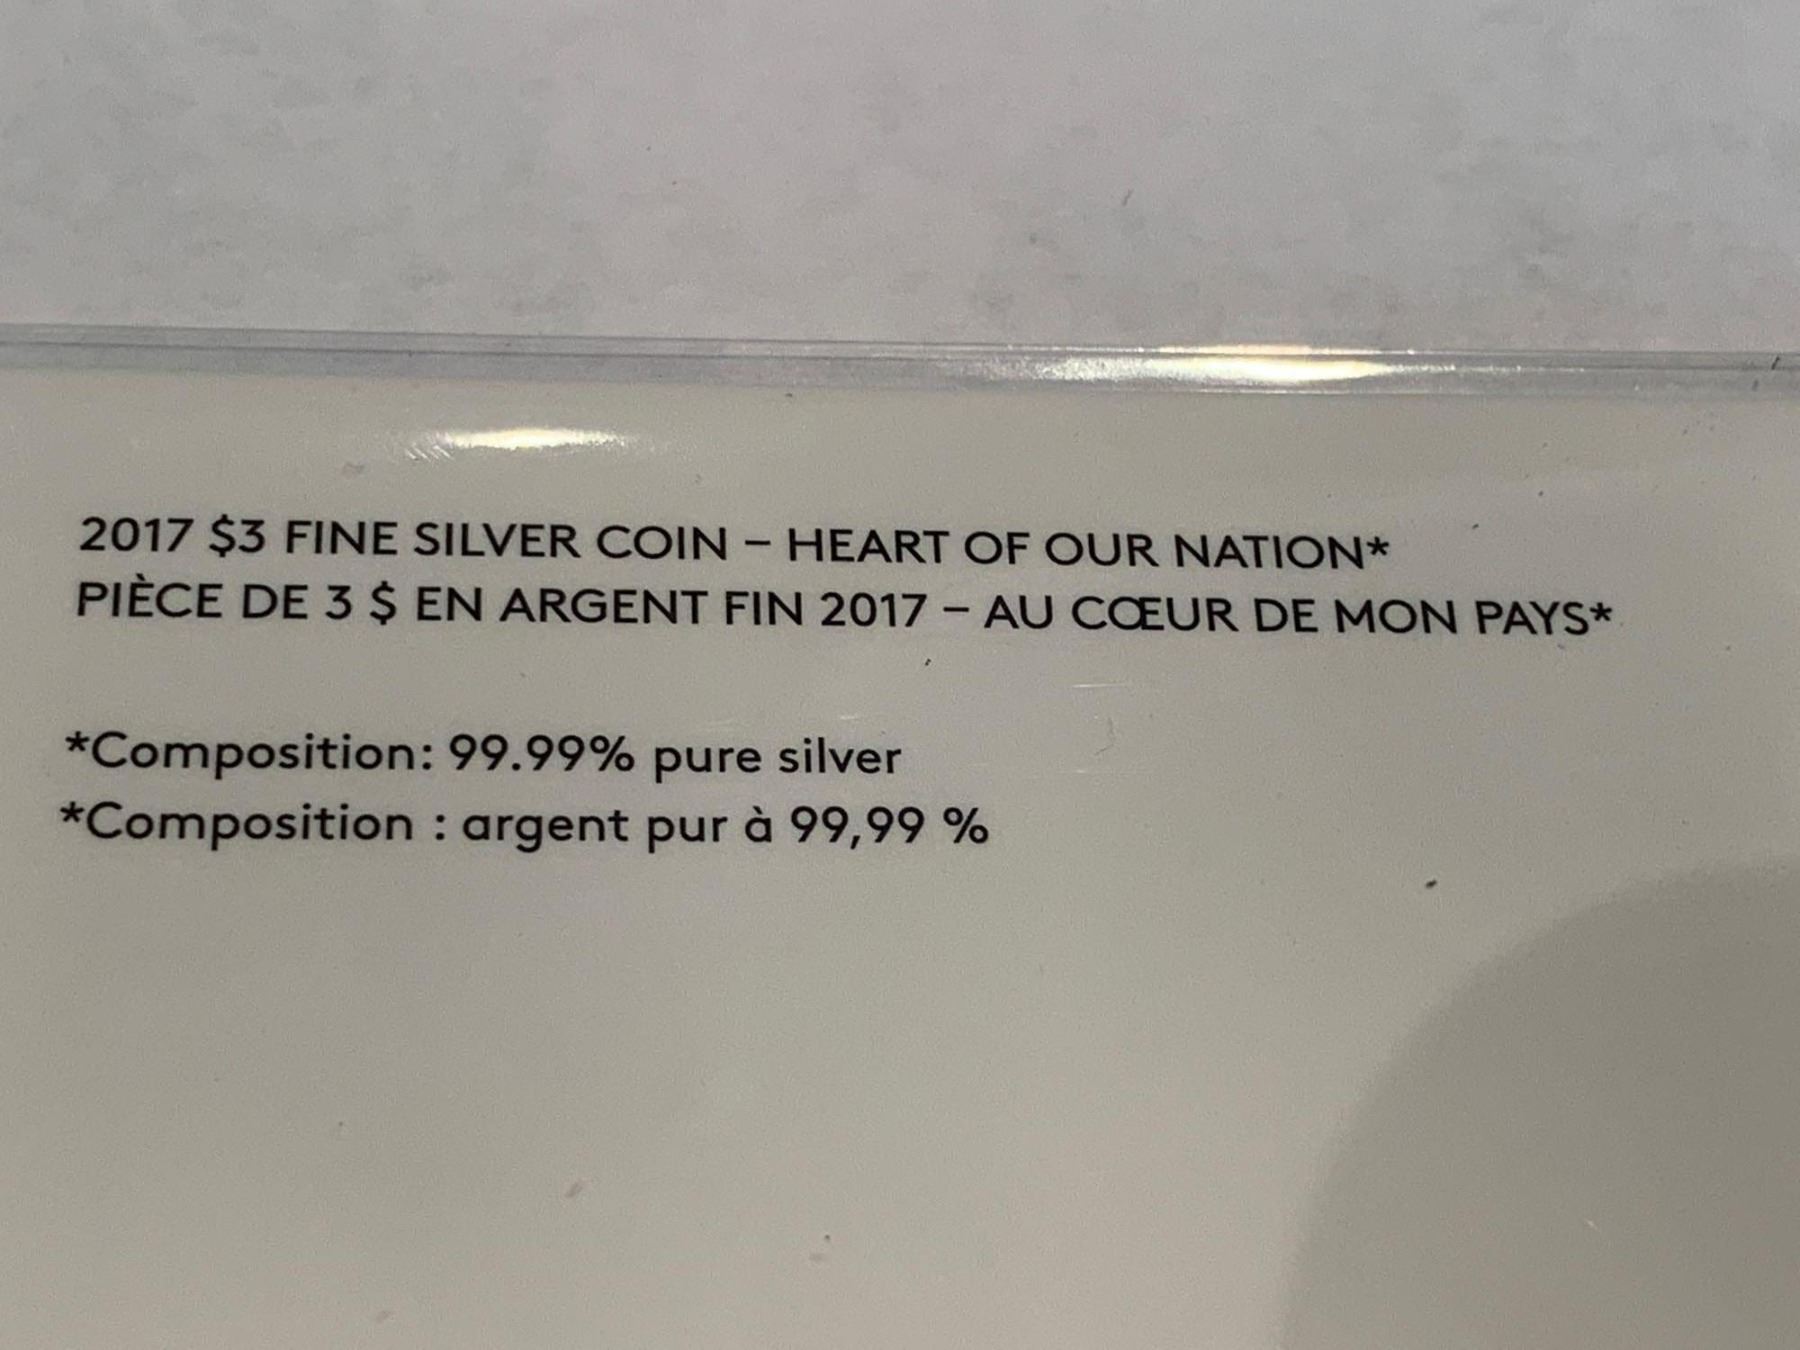 2017 $3 FINE SILVER COIN – HEART OF OUR NATION*
PIÈCE DE 3 $ EN ARGENT FIN 2017 – AU CŒUR DE MON PAYS*
*Composition: 99.99% pure silver
*Composition : argent pur à 99,99 %